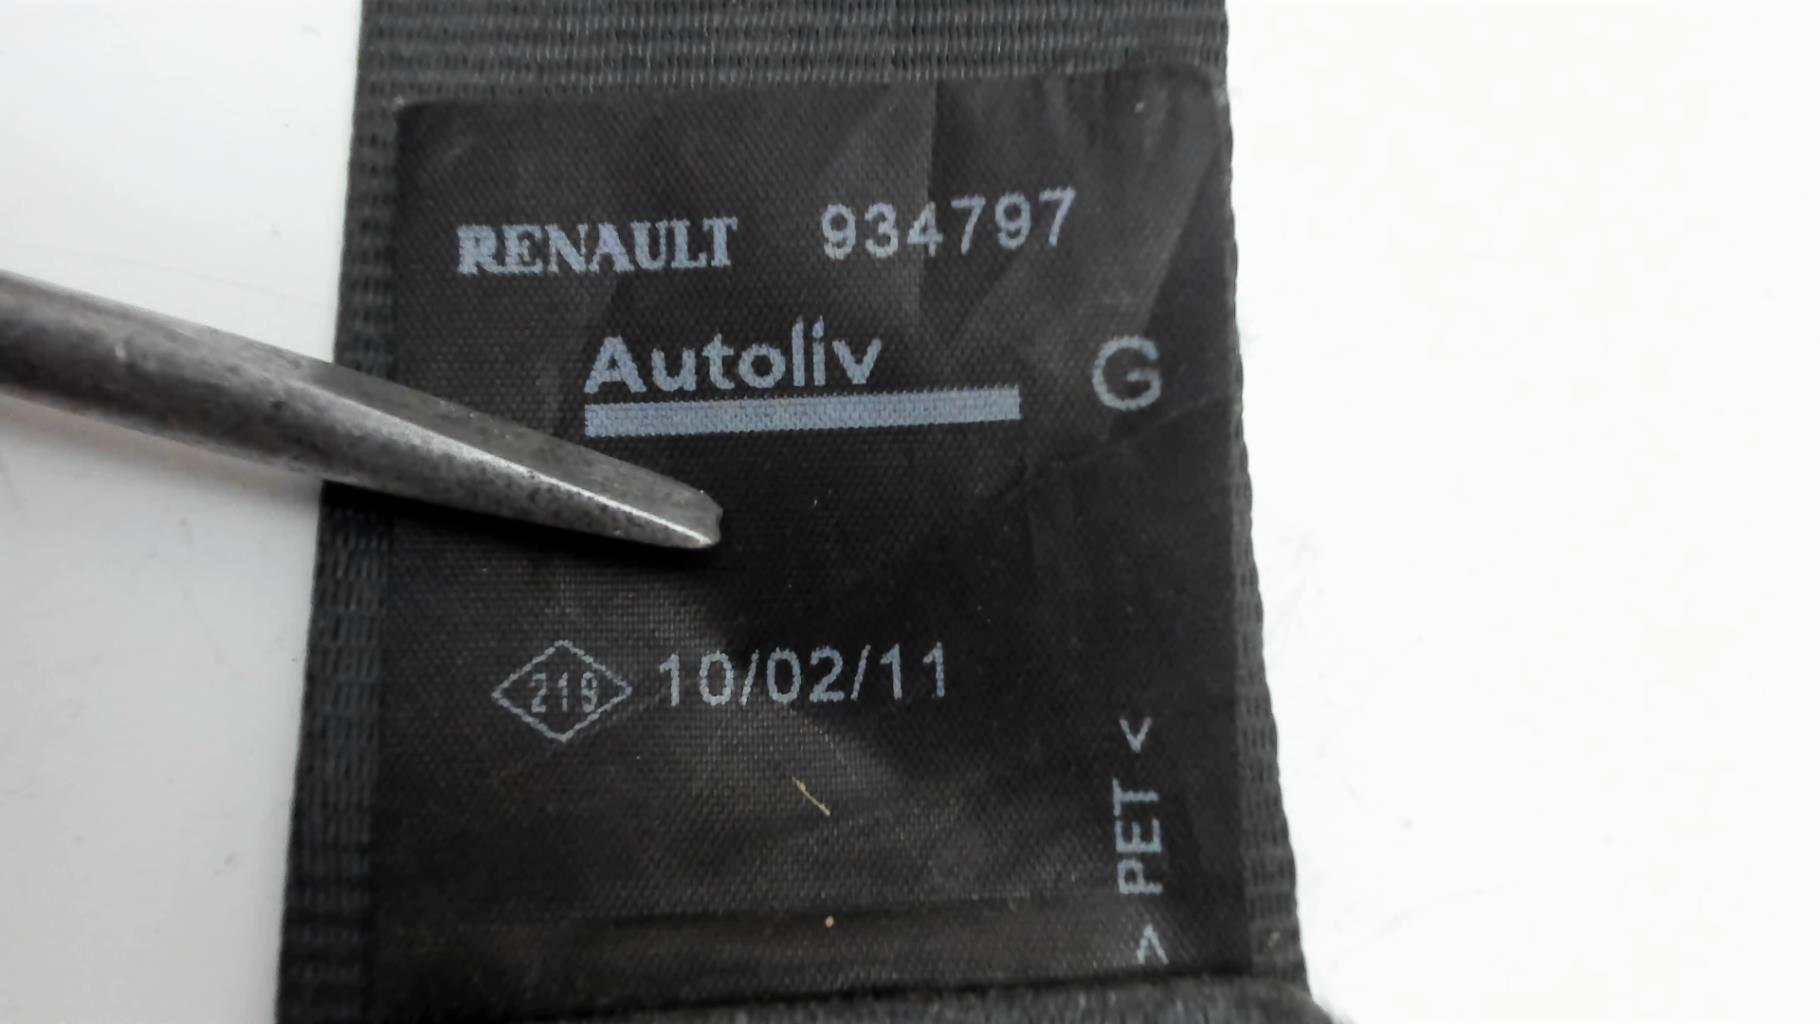 RENAULT 934797
Autoliv G
219 10/02/11
> PET <